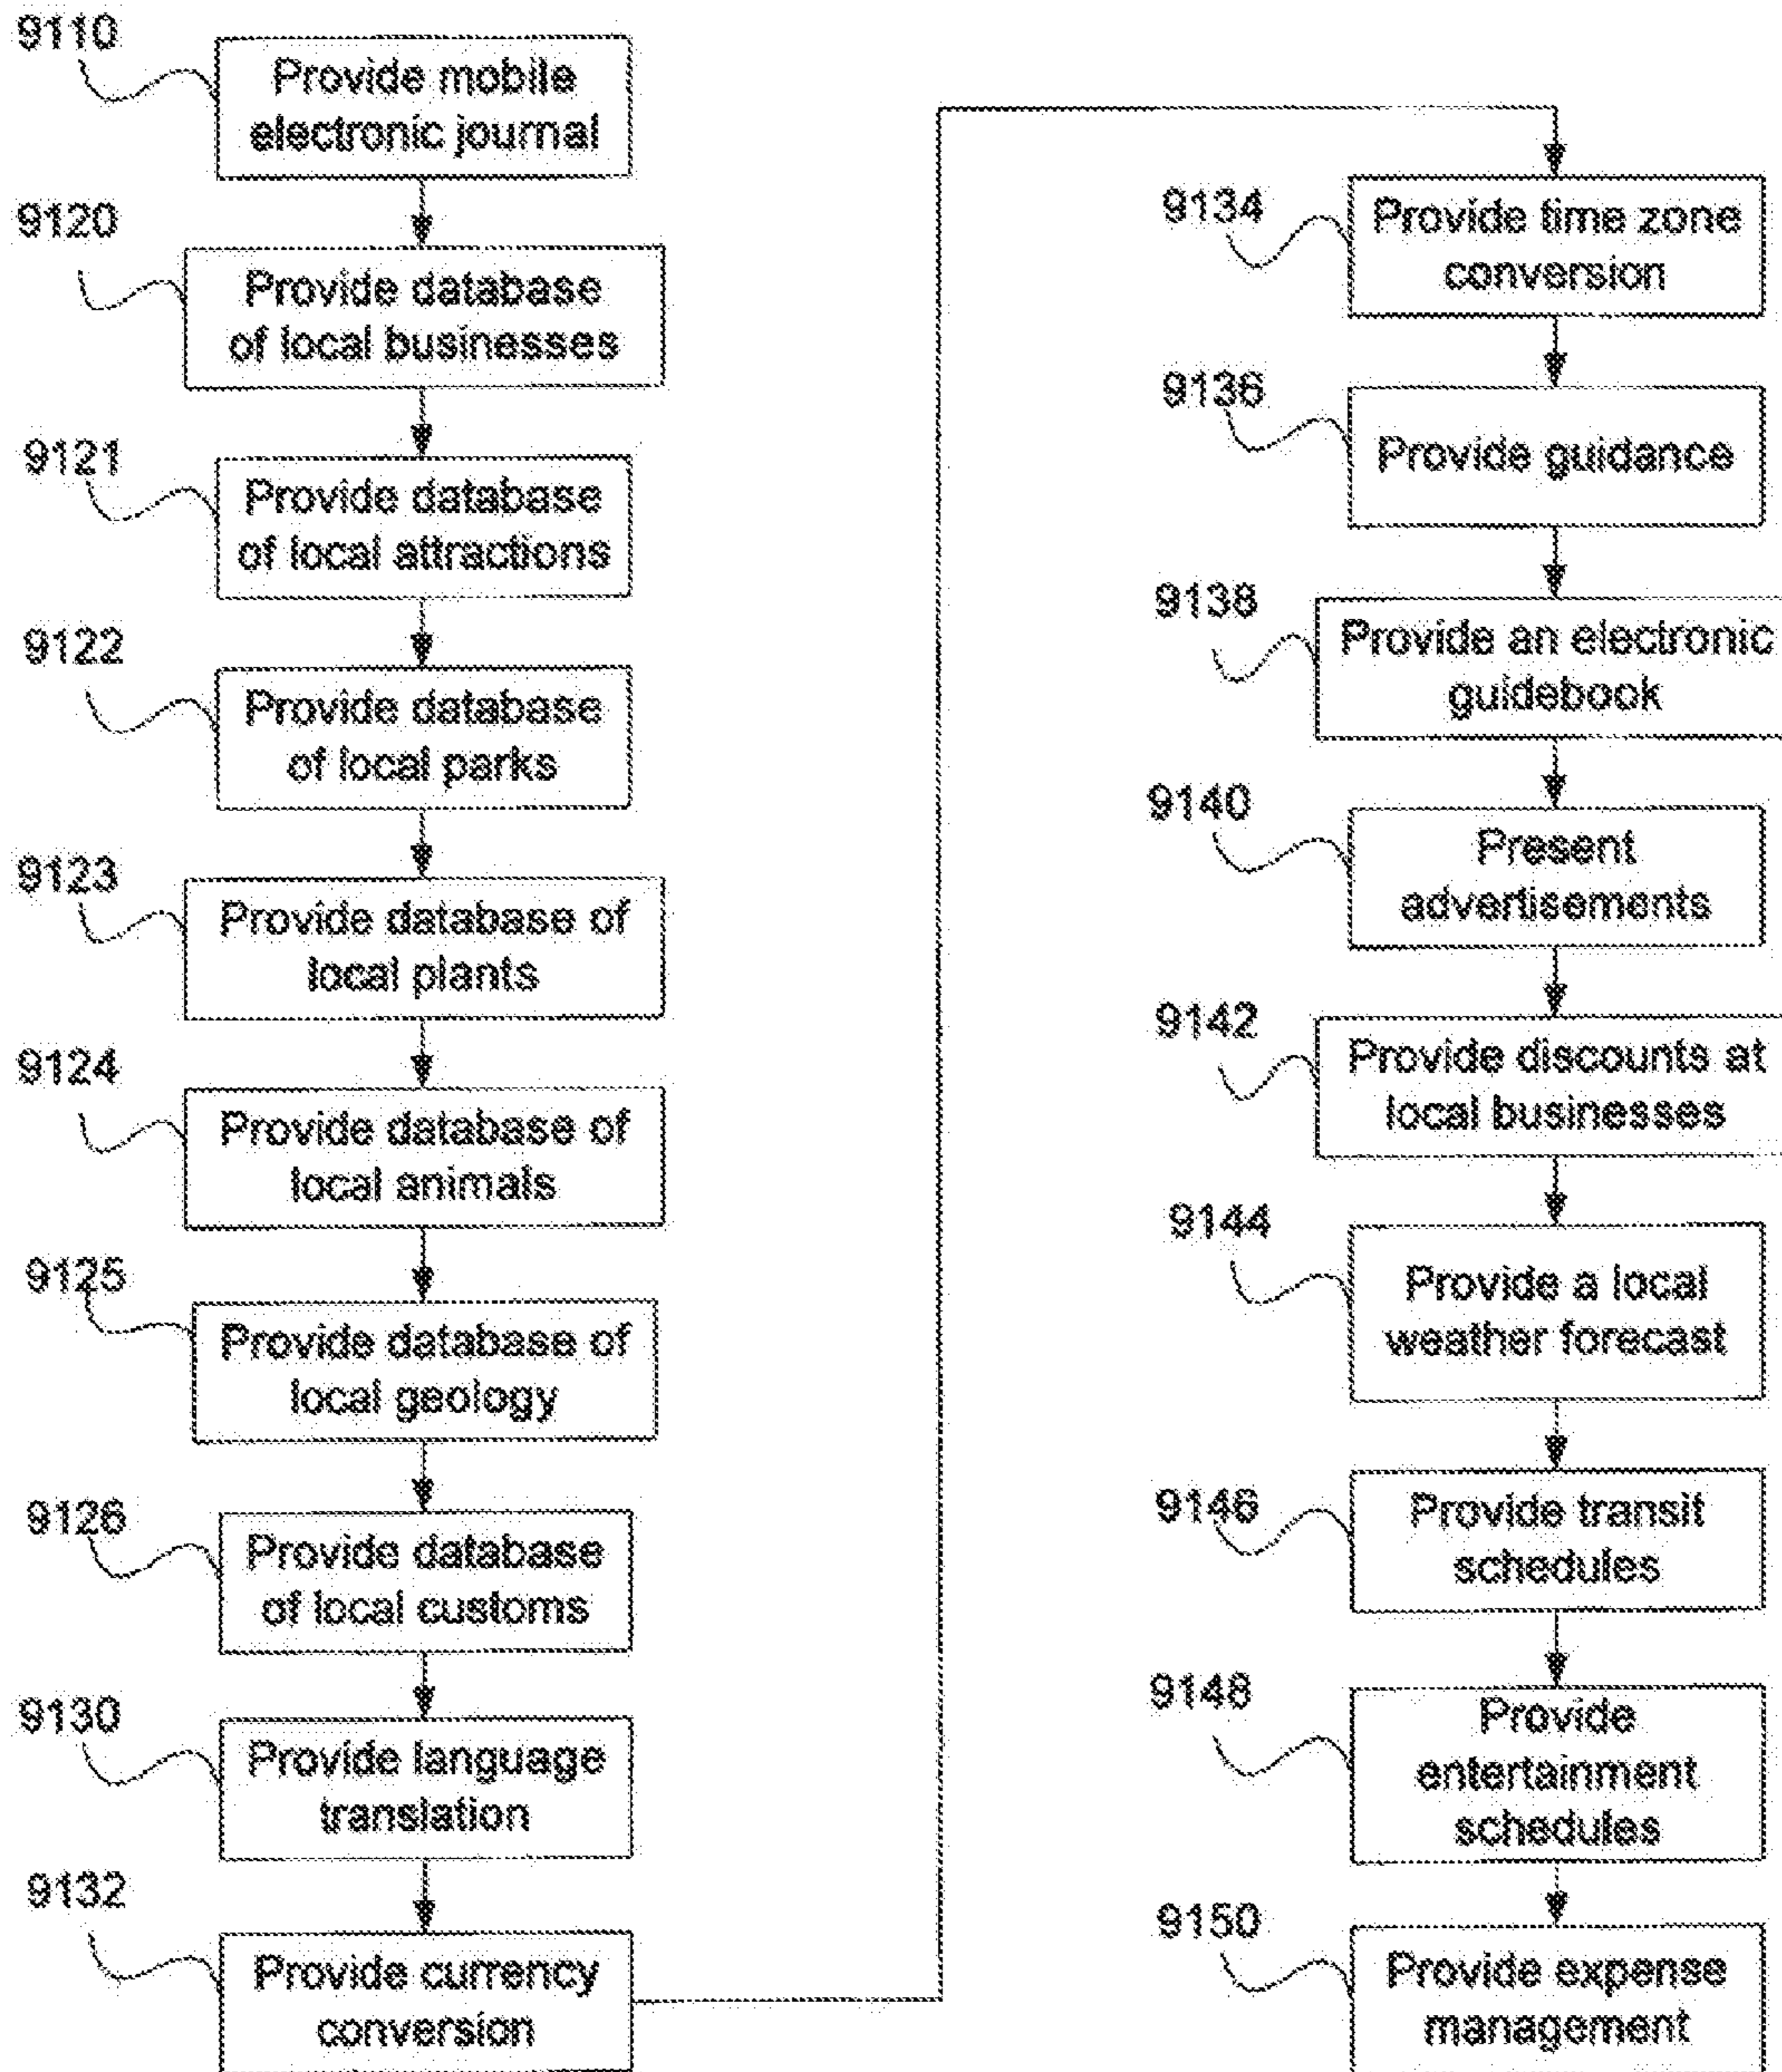 9110
Provide mobile
electronic journal
9120
Provide database
of local businesses
9121
Provide database
of local attractions
9122
Provide database
of local parks
9123
Provide database of
local plants
9124
Provide database of
local animals
9125
Provide database of
local geology
9126
Provide database
of local customs
9130
Provide language
translation
9132
Provide currency
conversion
9134
Provide time zone
conversion
9136
Provide guidance
9138
Provide an electronic
guidebook
9140
Present
advertisements
9142
Provide discounts at
local businesses
9144
Provide a local
weather forecast
9146
Provide transit
schedules
9148
Provide
entertainment
schedules
9150
Provide expense
management